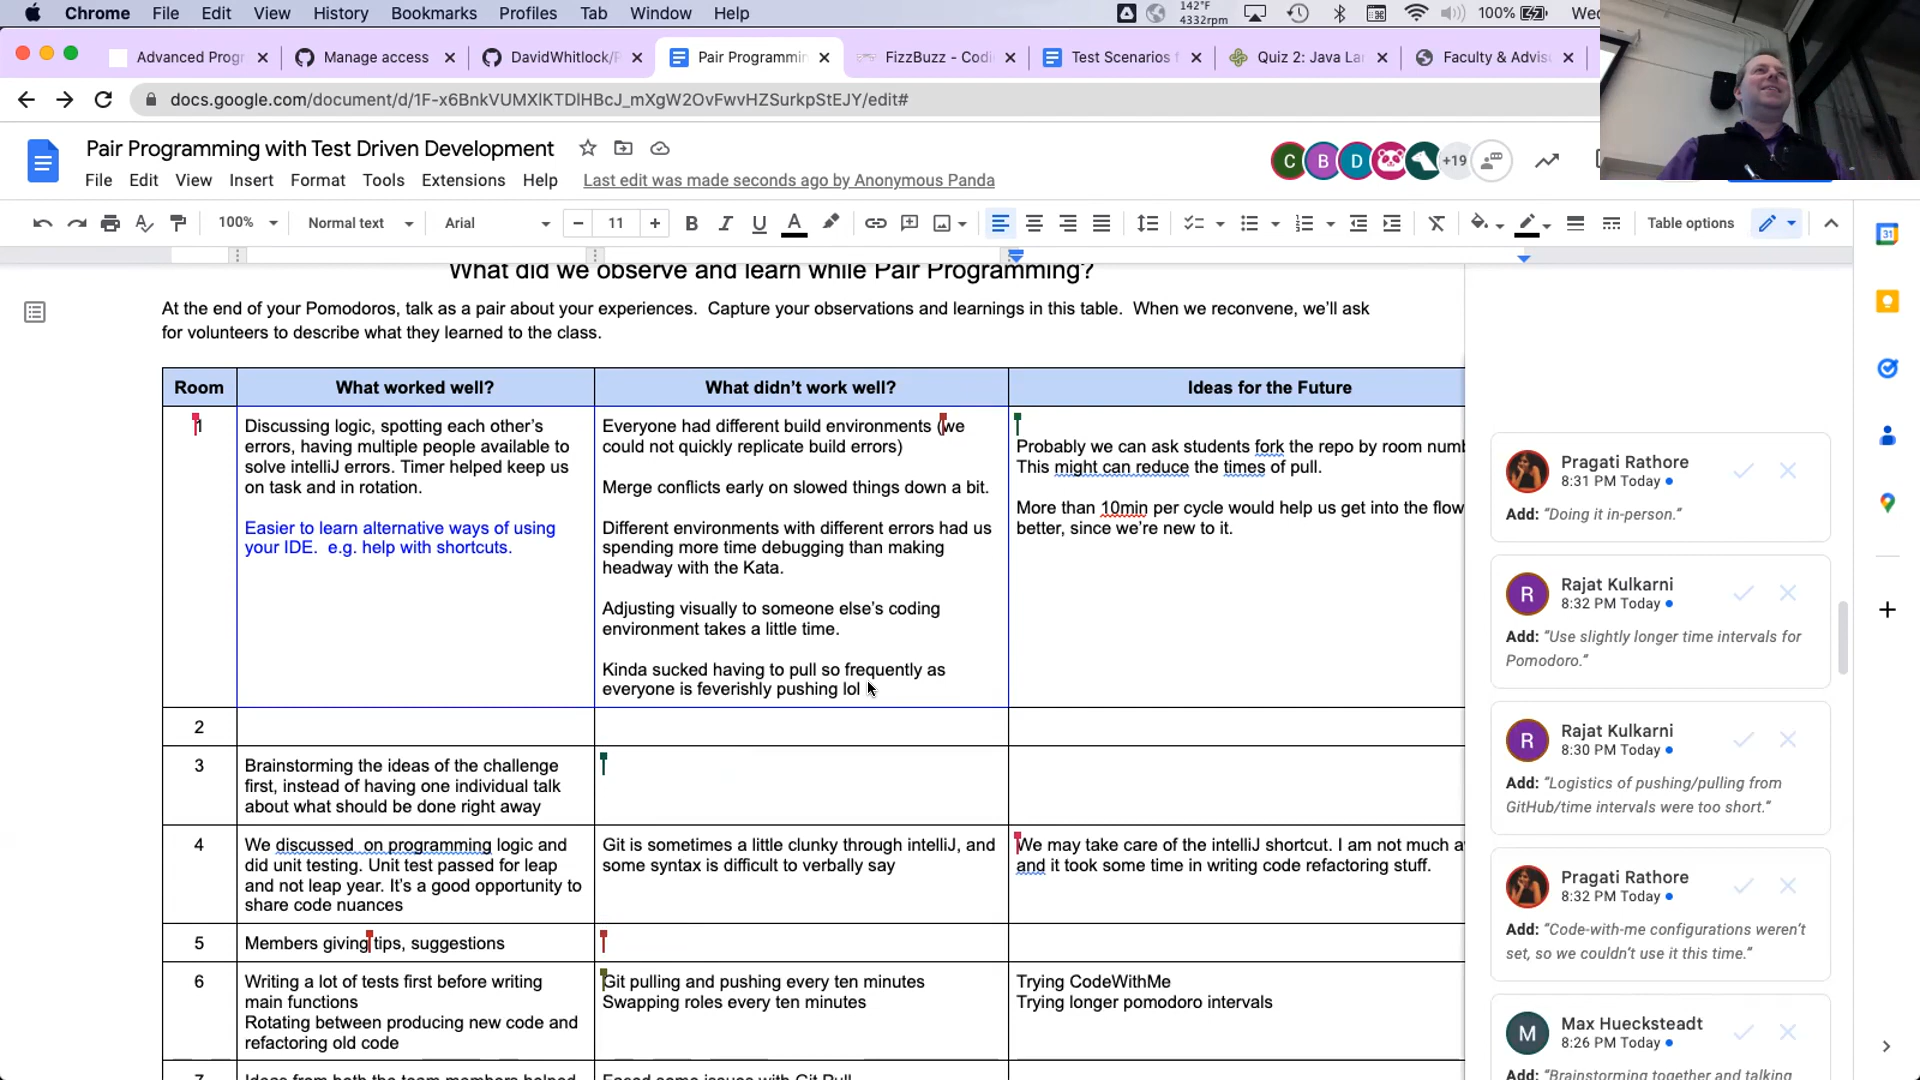 Chrome File Edit View History Bookmarks Profiles Tab Window Help 142°F 4332rpm 100% Wed
Advanced Prog Manage access DavidWhitlock/P Pair Programmin FizzBuzz - Codi Test Scenarios f Quiz 2: Java Lan Faculty & Advis
docs.google.com/document/d/1F-x6BnkVUMXlKTDlHBcJ_mXgW2OvFwvHZSurkpStEJY/edit#
Pair Programming with Test Driven Development
C B D +19
File Edit View Insert Format Tools Extensions Help Last edit was made seconds ago by Anonymous Panda
100% Normal text Arial 11 Table options
What did we observe and learn while Pair Programming?
At the end of your Pomodoros, talk as a pair about your experiences. Capture your observations and learnings in this table. When we reconvene, we'll ask
for volunteers to describe what they learned to the class.
Room What worked well? What didn't work well? Ideas for the Future
1
Discussing logic, spotting each other's
errors, having multiple people available to
solve intelliJ errors. Timer helped keep us
on task and in rotation.
Easier to learn alternative ways of using
your IDE. e.g. help with shortcuts.
Everyone had different build environments (we
could not quickly replicate build errors)
Merge conflicts early on slowed things down a bit.
Different environments with different errors had us
spending more time debugging than making
headway with the Kata.
Adjusting visually to someone else's coding
environment takes a little time.
Kinda sucked having to pull so frequently as
everyone is feverishly pushing lol
Probably we can ask students fork the repo by room numb
This might can reduce the times of pull.
More than 10min per cycle would help us get into the flow
better, since we're new to it.
2
3
Brainstorming the ideas of the challenge
first, instead of having one individual talk
about what should be done right away
4
We discussed on programming logic and
did unit testing. Unit test passed for leap
and not leap year. It's a good opportunity to
share code nuances
Git is sometimes a little clunky through intelliJ, and
some syntax is difficult to verbally say
We may take care of the intelliJ shortcut. I am not much a
and it took some time in writing code refactoring stuff.
5
Members giving tips, suggestions
6
Writing a lot of tests first before writing
main functions
Rotating between producing new code and
refactoring old code
Git pulling and pushing every ten minutes
Swapping roles every ten minutes
Trying CodeWithMe
Trying longer pomodoro intervals
7
Ideas from both the team members helped
Faced some issues with Git Pull
Pragati Rathore
8:31 PM Today
Add: "Doing it in-person."
R
Rajat Kulkarni
8:32 PM Today
Add: "Use slightly longer time intervals for
Pomodoro."
R
Rajat Kulkarni
8:30 PM Today
Add: "Logistics of pushing/pulling from
GitHub/time intervals were too short."
Pragati Rathore
8:32 PM Today
Add: "Code-with-me configurations weren't
set, so we couldn't use it this time."
M
Max Huecksteadt
8:26 PM Today
Add: "Brainstorming together and talking
31